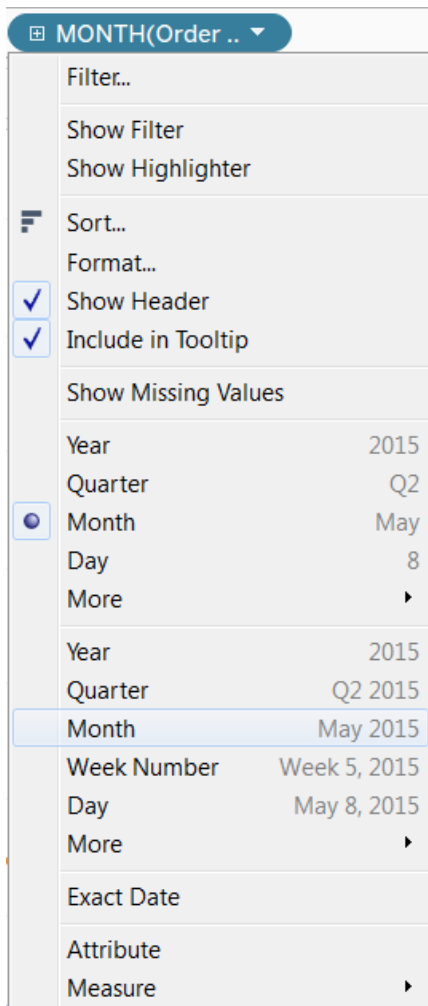 MONTH(Order ..
Filter...
Show Filter
Show Highlighter
Sort...
Format...
Show Header
Include in Tooltip
Show Missing Values
Year 2015
Quarter Q2
Month May
Day 8
More
Year 2015
Quarter Q2 2015
Month May 2015
Week Number Week 5, 2015
Day May 8, 2015
More
Exact Date
Attribute
Measure